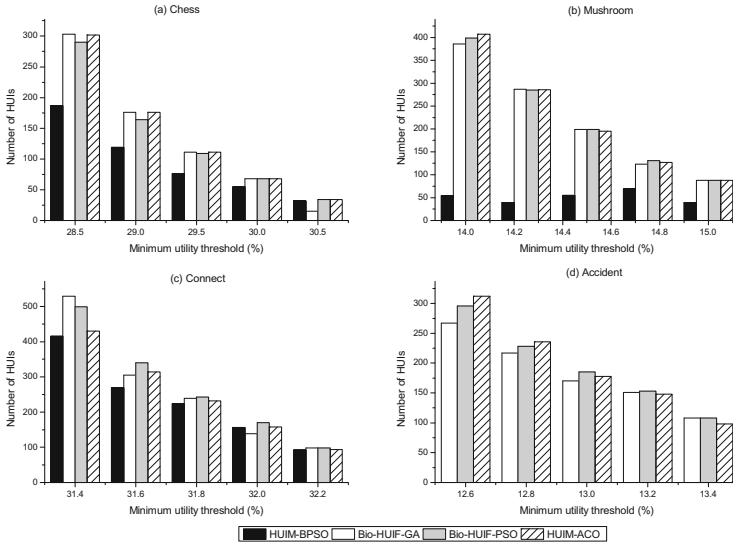 (a) Chess
Number of HUIs
300
250
200
150
100
50
0
28.5 29.0 29.5 30.0 30.5
Minimum utility threshold (%)
(b) Mushroom
Number of HUIs
400
350
300
250
200
150
100
50
0
14.0 14.2 14.4 14.6 14.8 15.0
Minimum utility threshold (%)
(c) Connect
Number of HUIs
500
400
300
200
100
0
31.4 31.6 31.8 32.0 32.2
Minimum utility threshold (%)
(d) Accident
Number of HUIs
300
250
200
150
100
50
0
12.6 12.8 13.0 13.2 13.4
Minimum utility threshold (%)
HUIM-BPSO Bio-HUIF-GA Bio-HUIF-PSO HUIM-ACO